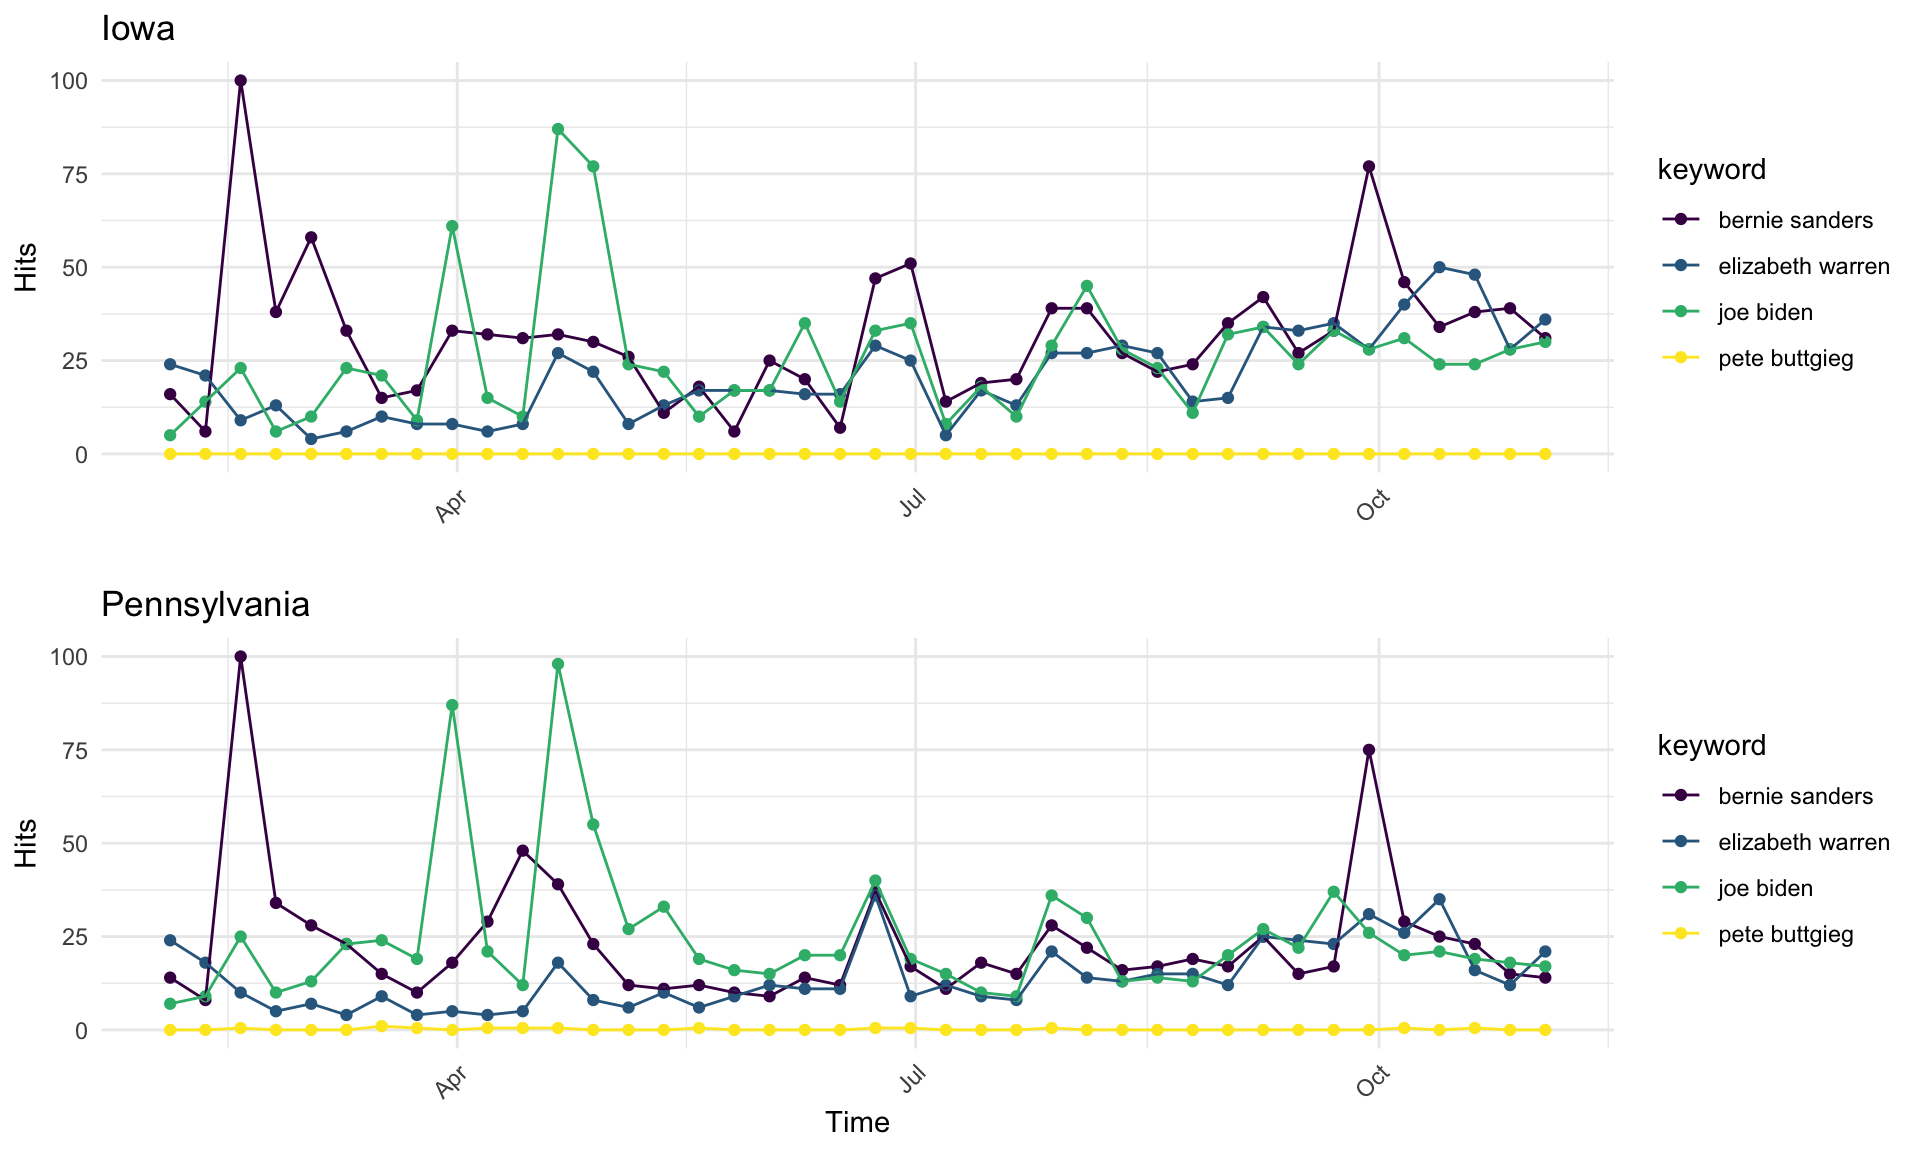 Iowa
100
75
50
25
0
Hits
Apr
Jul
Oct
keyword
bernie sanders
elizabeth warren
joe biden
pete buttgieg
Pennsylvania
100
75
50
25
0
Hits
Apr
Jul
Oct
Time
keyword
bernie sanders
elizabeth warren
joe biden
pete buttgieg